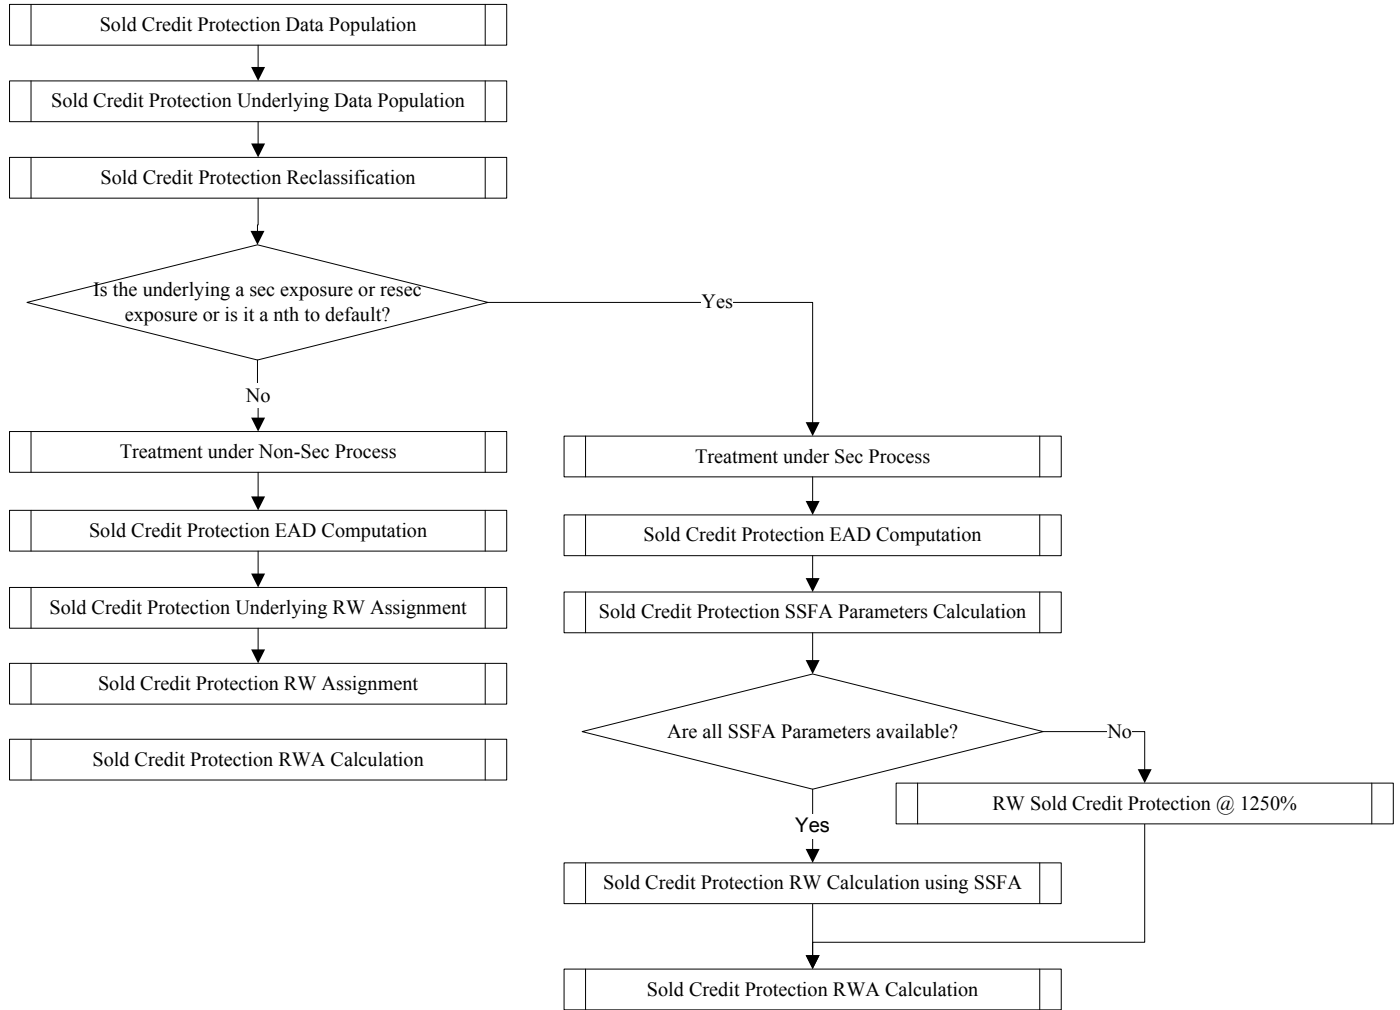 Sold Credit Protection Data Population
Sold Credit Protection Underlying Data Population
Sold Credit Protection Reclassification
Is the underlying a sec exposure or resec
exposure or is it a nth to default?
Yes
No
Treatment under Non-Sec Process
Sold Credit Protection EAD Computation
Sold Credit Protection Underlying RW Assignment
Sold Credit Protection RW Assignment
Sold Credit Protection RWA Calculation
Treatment under Sec Process
Sold Credit Protection EAD Computation
Sold Credit Protection SSFA Parameters Calculation
Are all SSFA Parameters available?
No
RW Sold Credit Protection @ 1250%
Yes
Sold Credit Protection RW Calculation using SSFA
Sold Credit Protection RWA Calculation